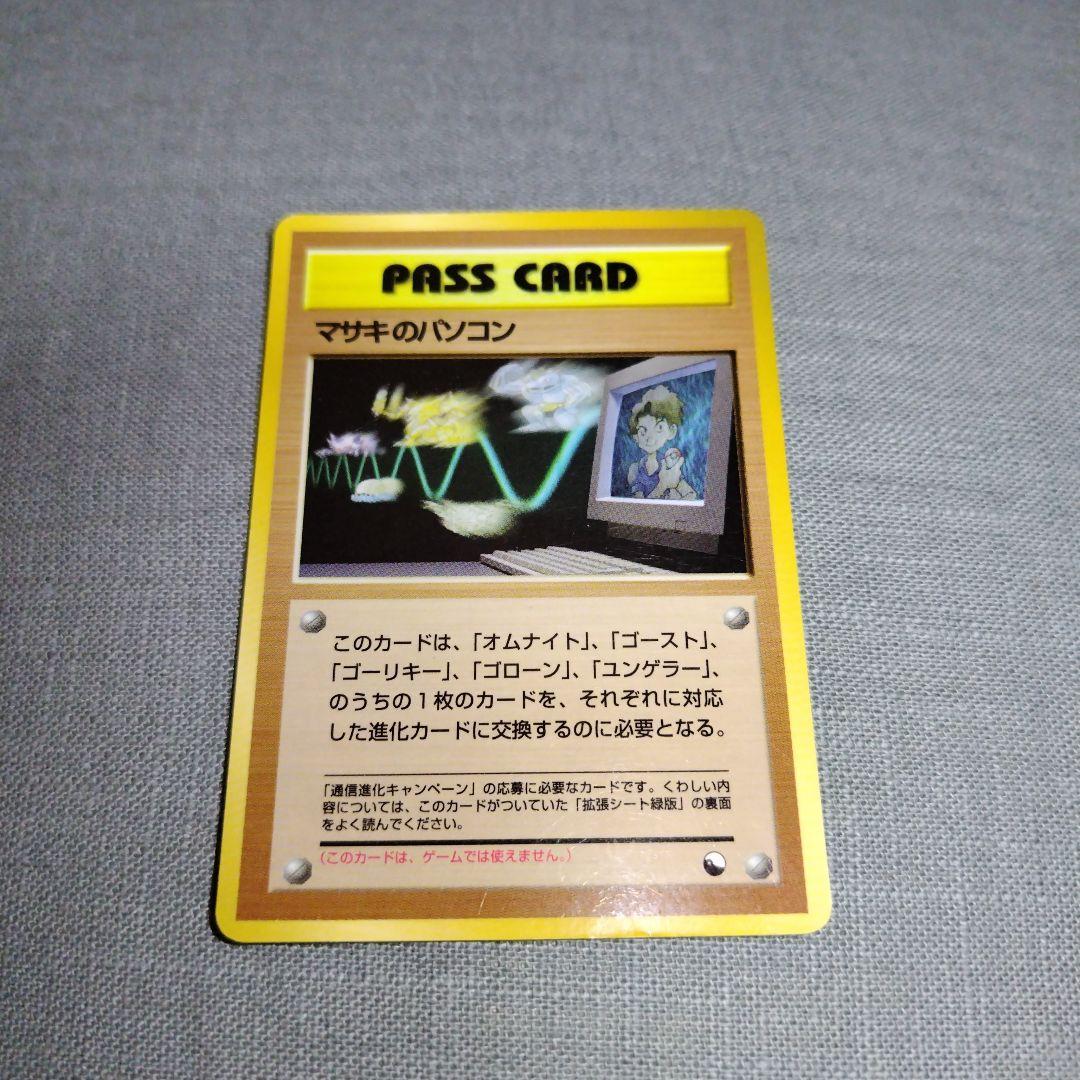 PASS CARD
マサキのパソコン
このカードは、「オムナイト」、「ゴースト」、
「ゴーリキー」、「ゴローン」、「ユンゲラー」、
のうちの1枚のカードを、それぞれに対応
した進化カードに交換するのに必要となる。
「通信進化キャンペーン」の応募に必要なカードです。くわしい内
容については、このカードがついていた「拡張シート緑版」の裏面
をよく読んでください。
(このカードは、ゲームでは使えません。)